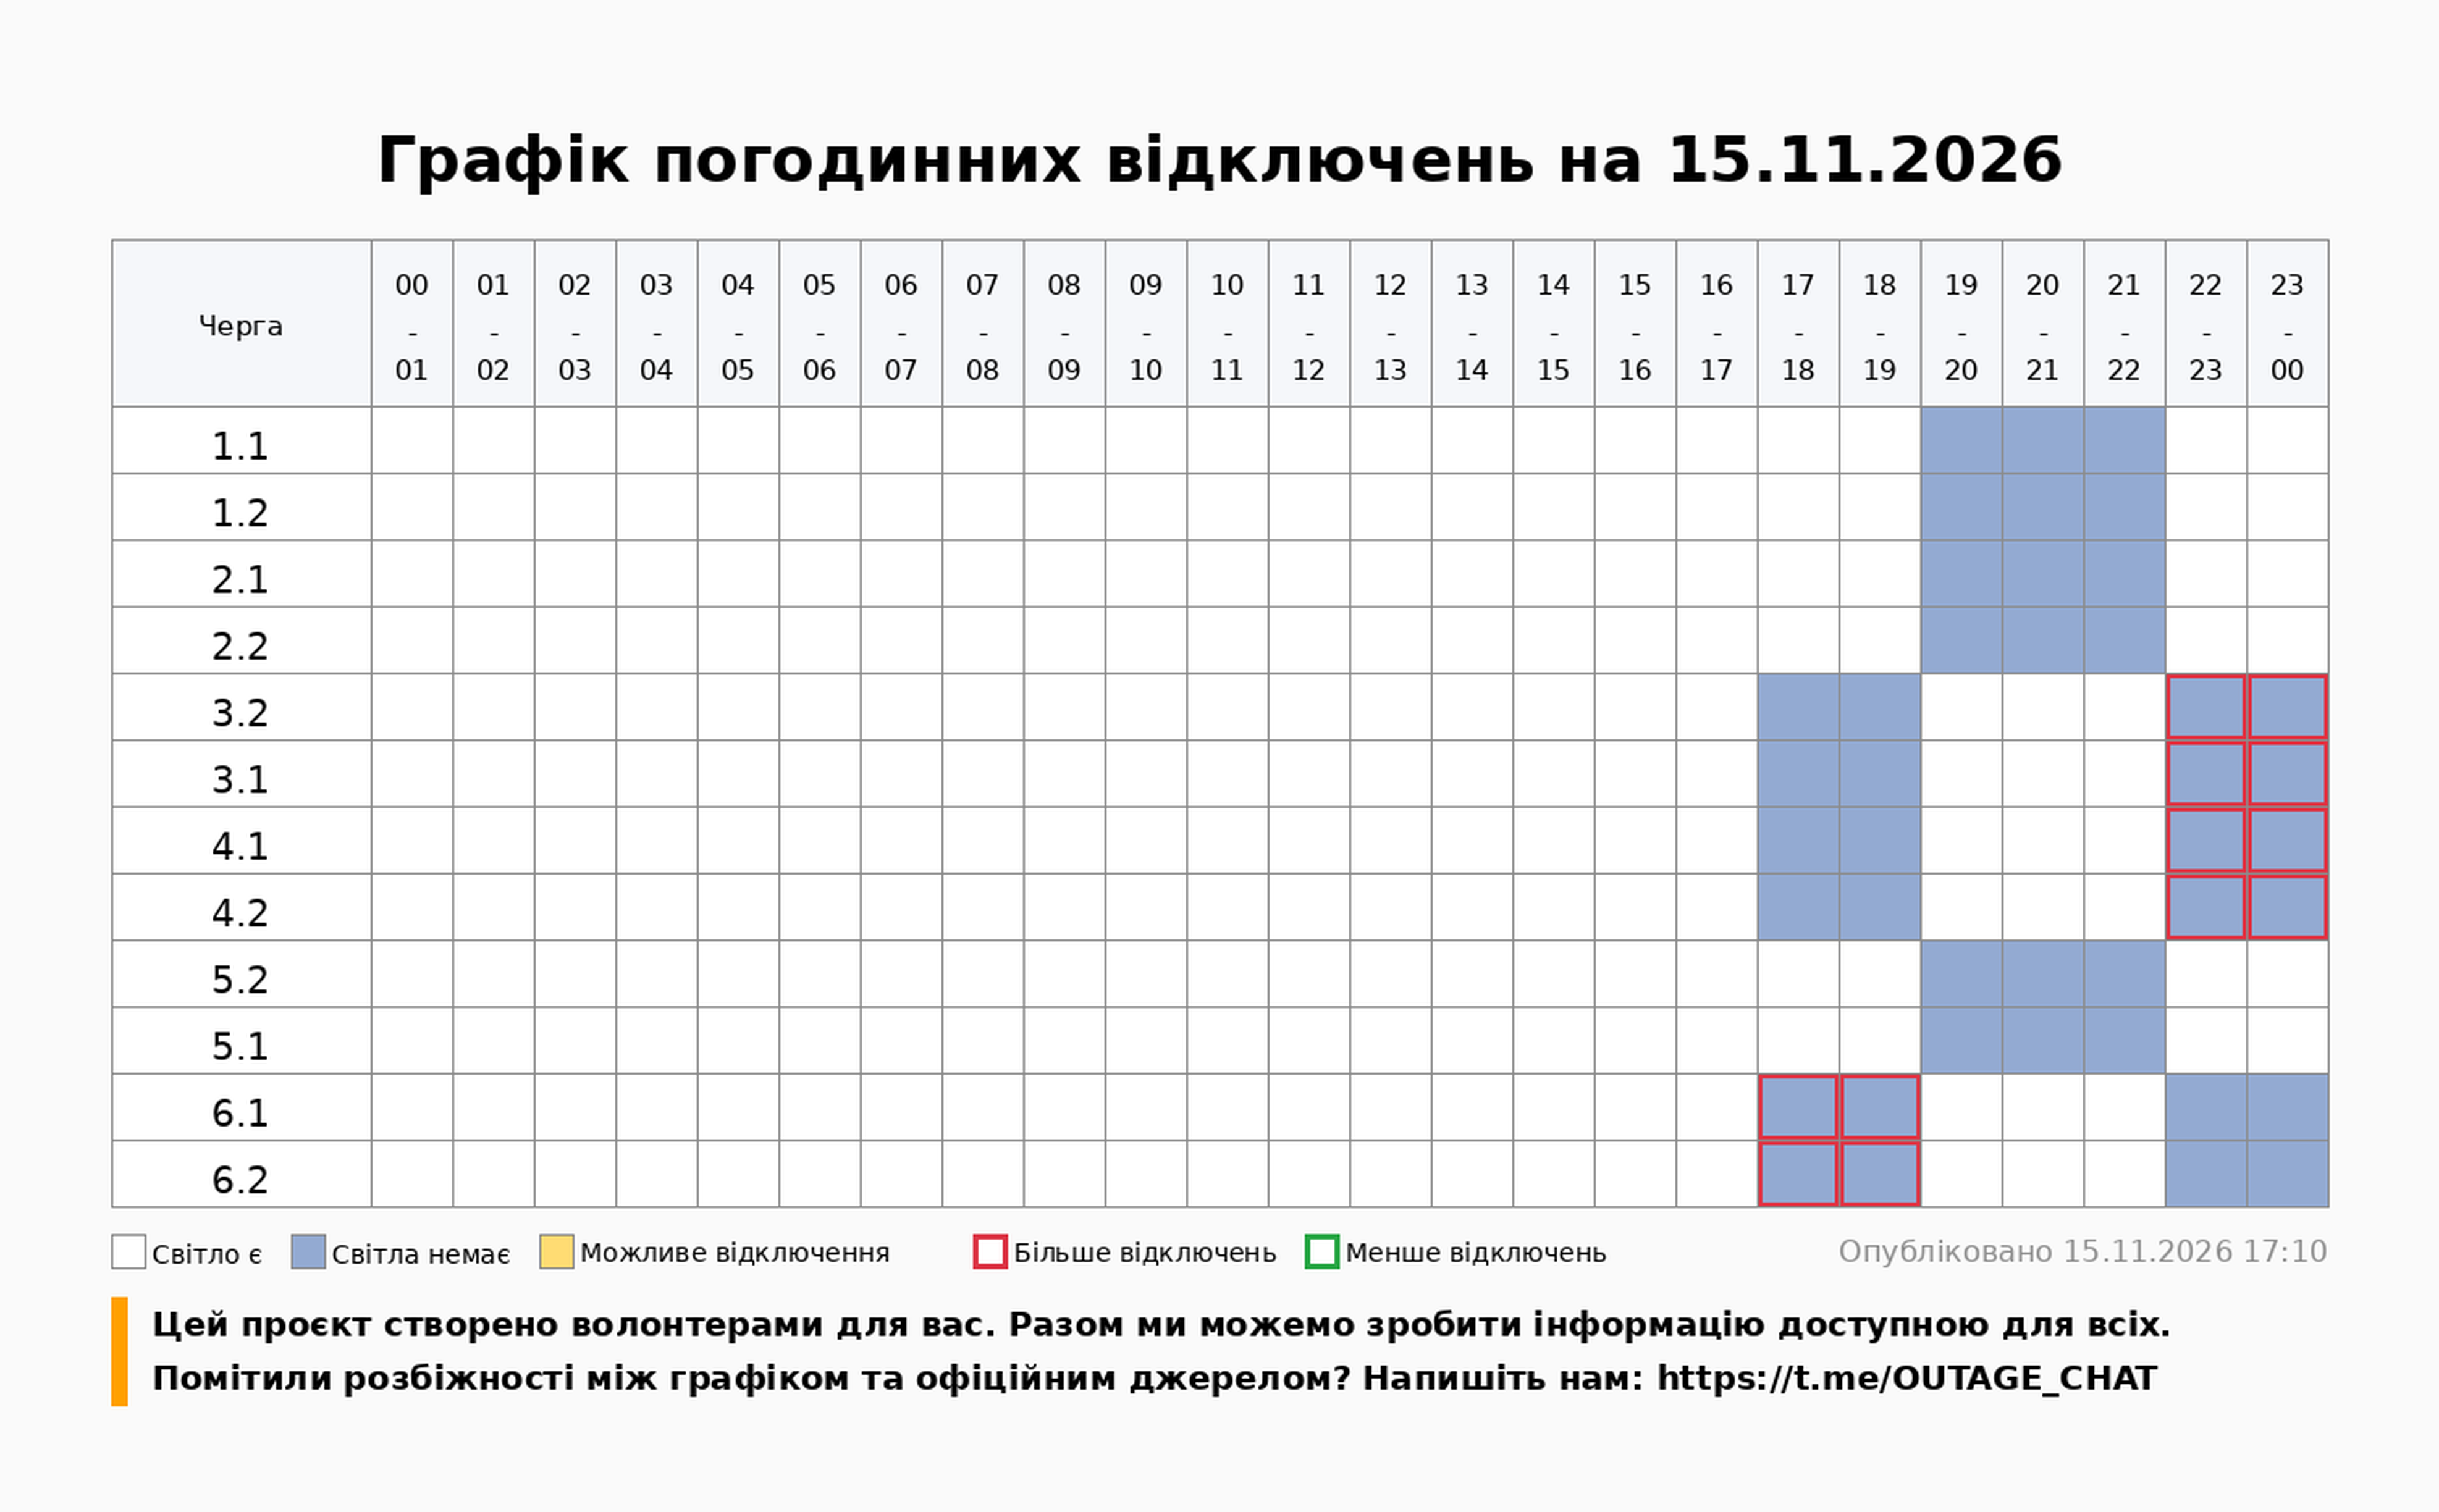 Графік погодинних відключень на 15.11.2026
Черга 00 - 01 01 - 02 02 - 03 03 - 04 04 - 05 05 - 06 06 - 07 07 - 08 08 - 09 09 - 10 10 - 11 11 - 12 12 - 13 13 - 14 14 - 15 15 - 16 16 - 17 17 - 18 18 - 19 19 - 20 20 - 21 21 - 22 22 - 23 23 - 00
1.1
1.2
2.1
2.2
3.2
3.1
4.1
4.2
5.2
5.1
6.1
6.2
Світло є Світла немає Можливе відключення Більше відключень Менше відключень Опубліковано 15.11.2026 17:10
Цей проєкт створено волонтерами для вас. Разом ми можемо зробити інформацію доступною для всіх.
Помітили розбіжності між графіком та офіційним джерелом? Напишіть нам: https://t.me/OUTAGE_CHAT